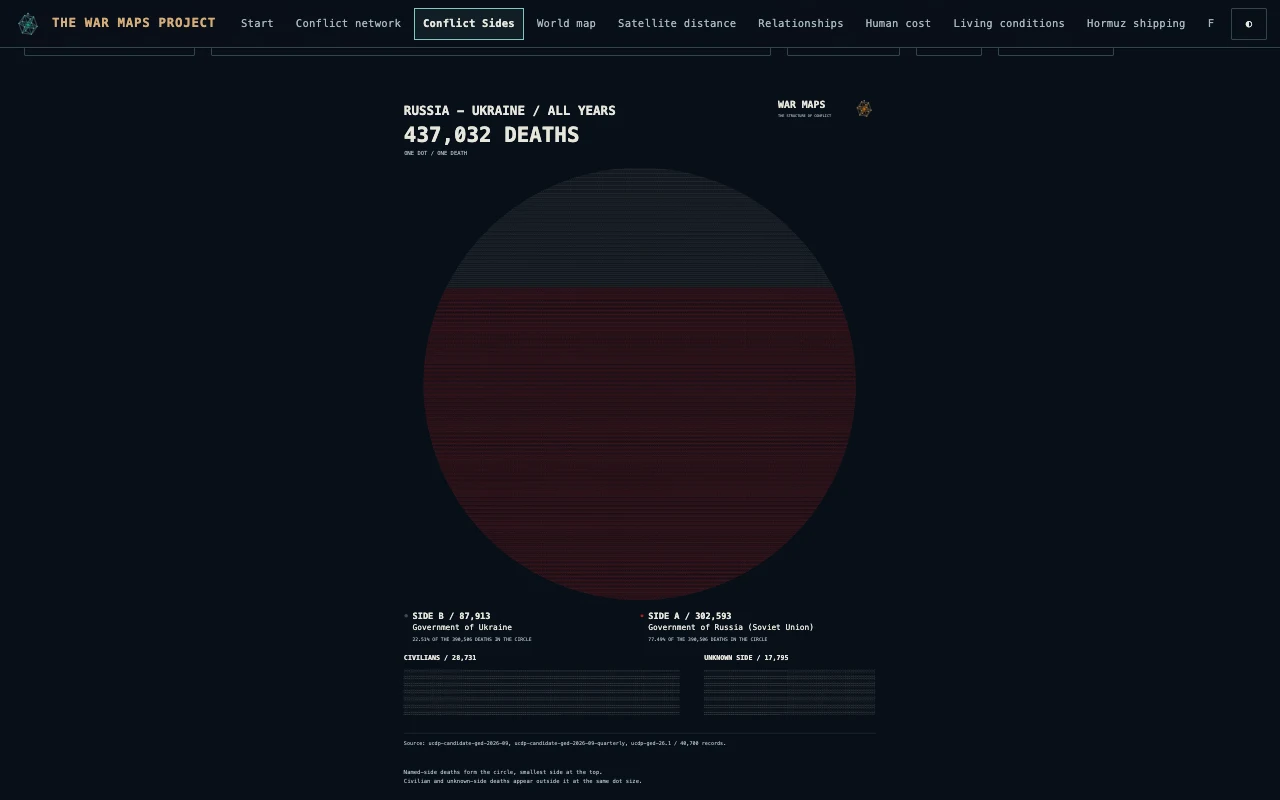 THE WAR MAPS PROJECT
Start
Conflict network
Conflict Sides
World map
Satellite distance
Relationships
Human cost
Living conditions
Hormuz shipping
F
RUSSIA – UKRAINE / ALL YEARS
437,032 DEATHS
ONE DOT / ONE DEATH
WAR MAPS
THE STRUCTURE OF CONFLICT
SIDE B / 87,913
Government of Ukraine
22.51% OF THE 390,506 DEATHS IN THE CIRCLE
SIDE A / 302,593
Government of Russia (Soviet Union)
77.49% OF THE 390,506 DEATHS IN THE CIRCLE
CIVILIANS / 28,731
UNKNOWN SIDE / 17,795
Source: ucdp-candidate-ged-2026-09, ucdp-candidate-ged-2026-09-quarterly, ucdp-ged-26.1 / 40,700 records.
Named-side deaths form the circle, smallest side at the top.
Civilian and unknown-side deaths appear outside it at the same dot size.